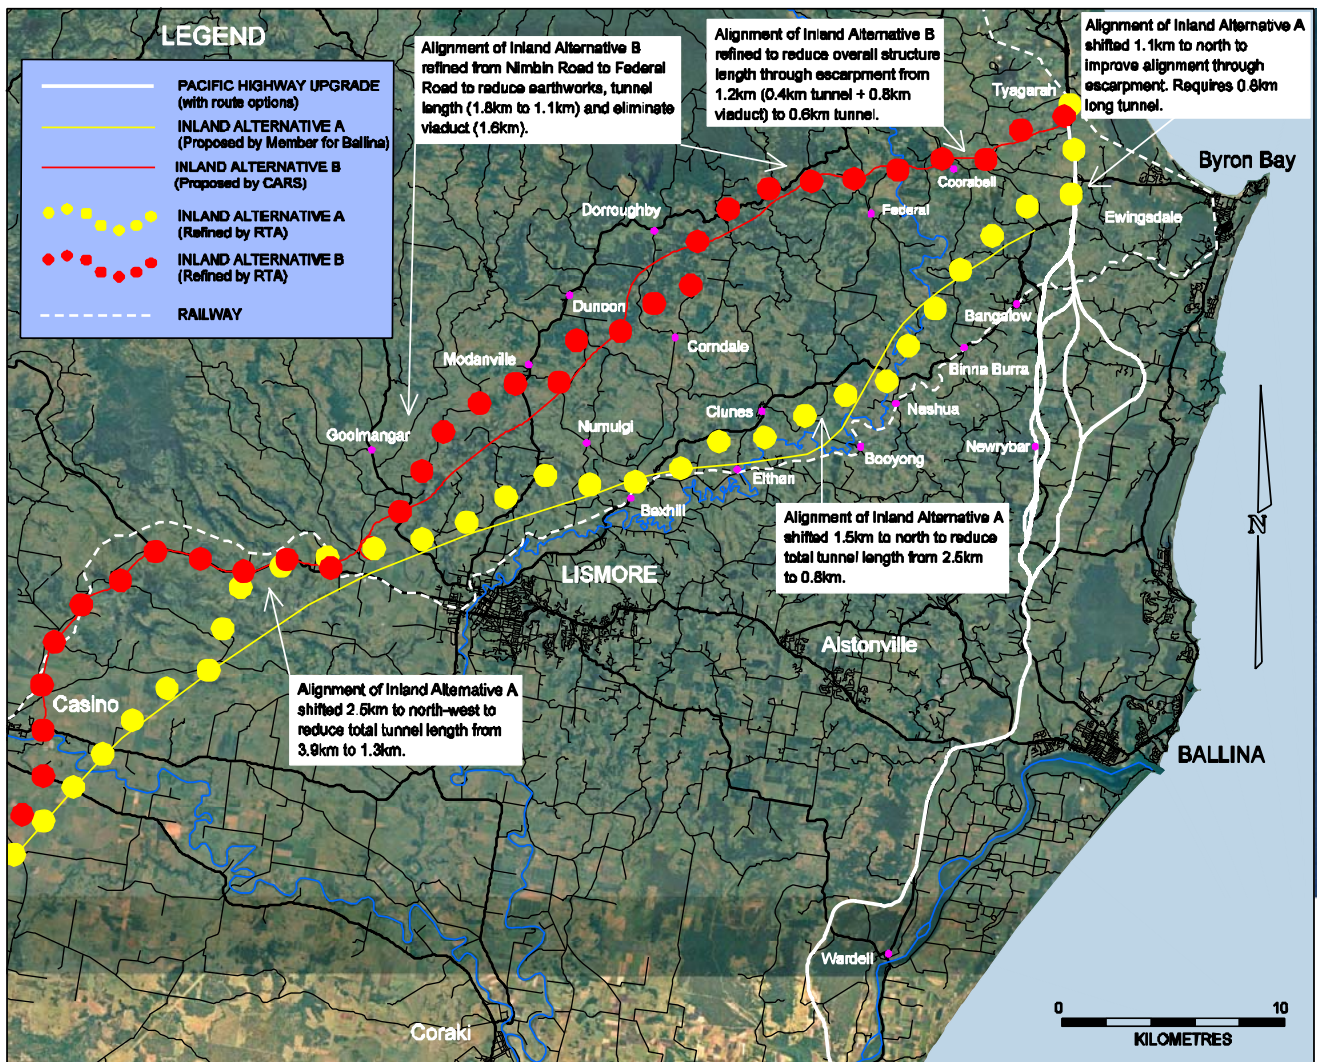 LEGEND
PACIFIC HIGHWAY UPGRADE
(with route options)
INLAND ALTERNATIVE A
(Proposed by Member for Ballina)
INLAND ALTERNATIVE B
(Proposed by CARS)
INLAND ALTERNATIVE A
(Refined by RTA)
INLAND ALTERNATIVE B
(Refined by RTA)
RAILWAY
Alignment of Inland Alternative B
refined from Nimbin Road to Federal
Road to reduce earthworks, tunnel
length (1.8km to 1.1km) and eliminate
viaduct (1.6km).
Alignment of Inland Alternative B
refined to reduce overall structure
length through escarpment from
1.2km (0.4km tunnel + 0.8km
viaduct) to 0.6km tunnel.
Alignment of Inland Alternative A
shifted 1.1km to north to
improve alignment through
escarpment. Requires 0.8km
long tunnel.
Tyagarah
Byron Bay
Coorabell
Federal
Ewingsdale
Dorroughby
Dunoon
Bangalow
Corndale
Modanville
Binna Burra
Nashua
Clunes
Numulgi
Goolmangar
Newrybar
Booyong
Eltham
Bexhill
Alignment of Inland Alternative A
shifted 1.5km to north to reduce
total tunnel length from 2.5km
to 0.8km.
N
LISMORE
Alstonville
Alignment of Inland Alternative A
shifted 2.5km to north-west to
reduce total tunnel length from
3.9km to 1.3km.
Casino
BALLINA
Wardell
Coraki
0 10
KILOMETRES